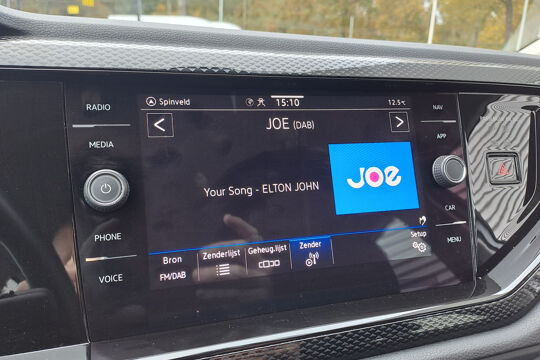 RADIO
MEDIA
PHONE
VOICE
Spinveld
15:10
12.5°C
JOE (DAB)
Your Song - ELTON JOHN
JOe
Bron
FM/DAB
Zenderlijst
Geheug.lijst
Zender
Setup
NAV
APP
CAR
MENU